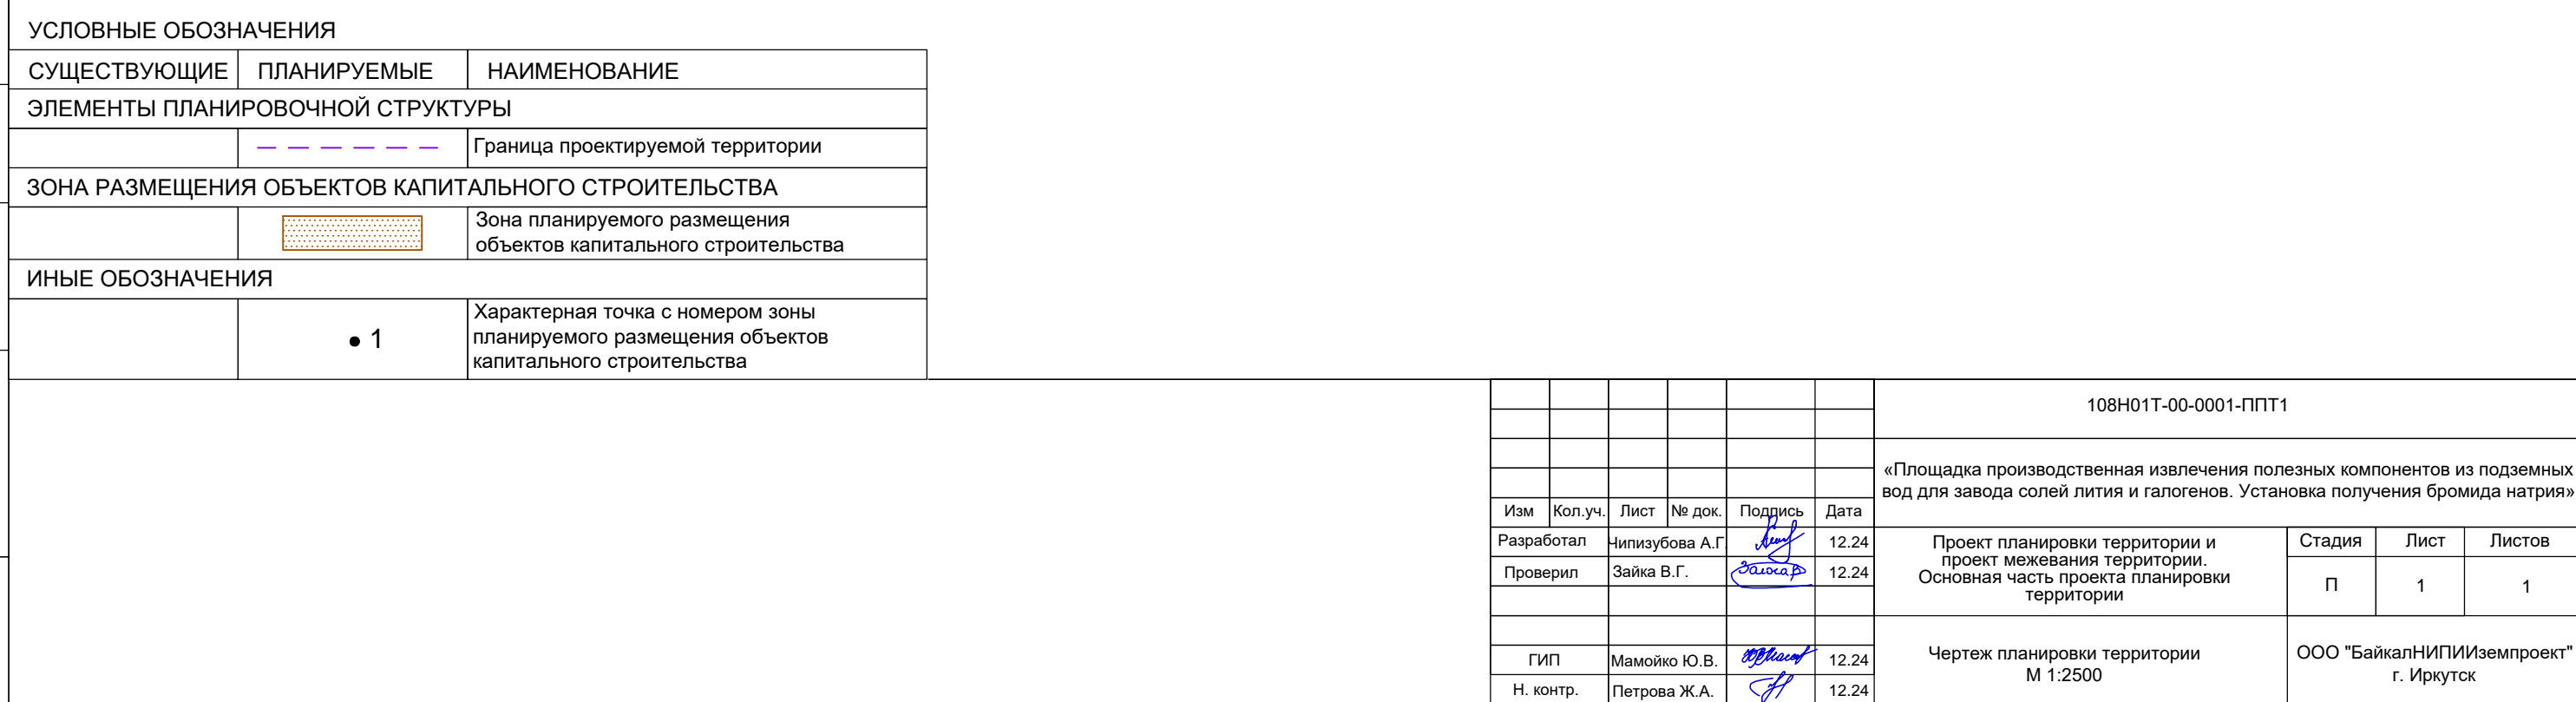 УСЛОВНЫЕ ОБОЗНАЧЕНИЯ
СУЩЕСТВУЮЩИЕ ПЛАНИРУЕМЫЕ НАИМЕНОВАНИЕ
ЭЛЕМЕНТЫ ПЛАНИРОВОЧНОЙ СТРУКТУРЫ
Граница проектируемой территории
ЗОНА РАЗМЕЩЕНИЯ ОБЪЕКТОВ КАПИТАЛЬНОГО СТРОИТЕЛЬСТВА
Зона планируемого размещения
объектов капитального строительства
ИНЫЕ ОБОЗНАЧЕНИЯ
1
Характерная точка с номером зоны
планируемого размещения объектов
капитального строительства
108Н01Т-00-0001-ППТ1
«Площадка производственная извлечения полезных компонентов из подземных
вод для завода солей лития и галогенов. Установка получения бромида натрия»
Изм Кол.уч. Лист № док. Подпись Дата
Разработал Чипизубова А.Г. 12.24
Проверил Зайка В.Г. 12.24
ГИП Мамойко Ю.В. 12.24
Н. контр. Петрова Ж.А. 12.24
Проект планировки территории и
проект межевания территории.
Основная часть проекта планировки
территории
Стадия Лист Листов
П 1 1
Чертеж планировки территории
М 1:2500
ООО "БайкалНИПИИземпроект"
г. Иркутск